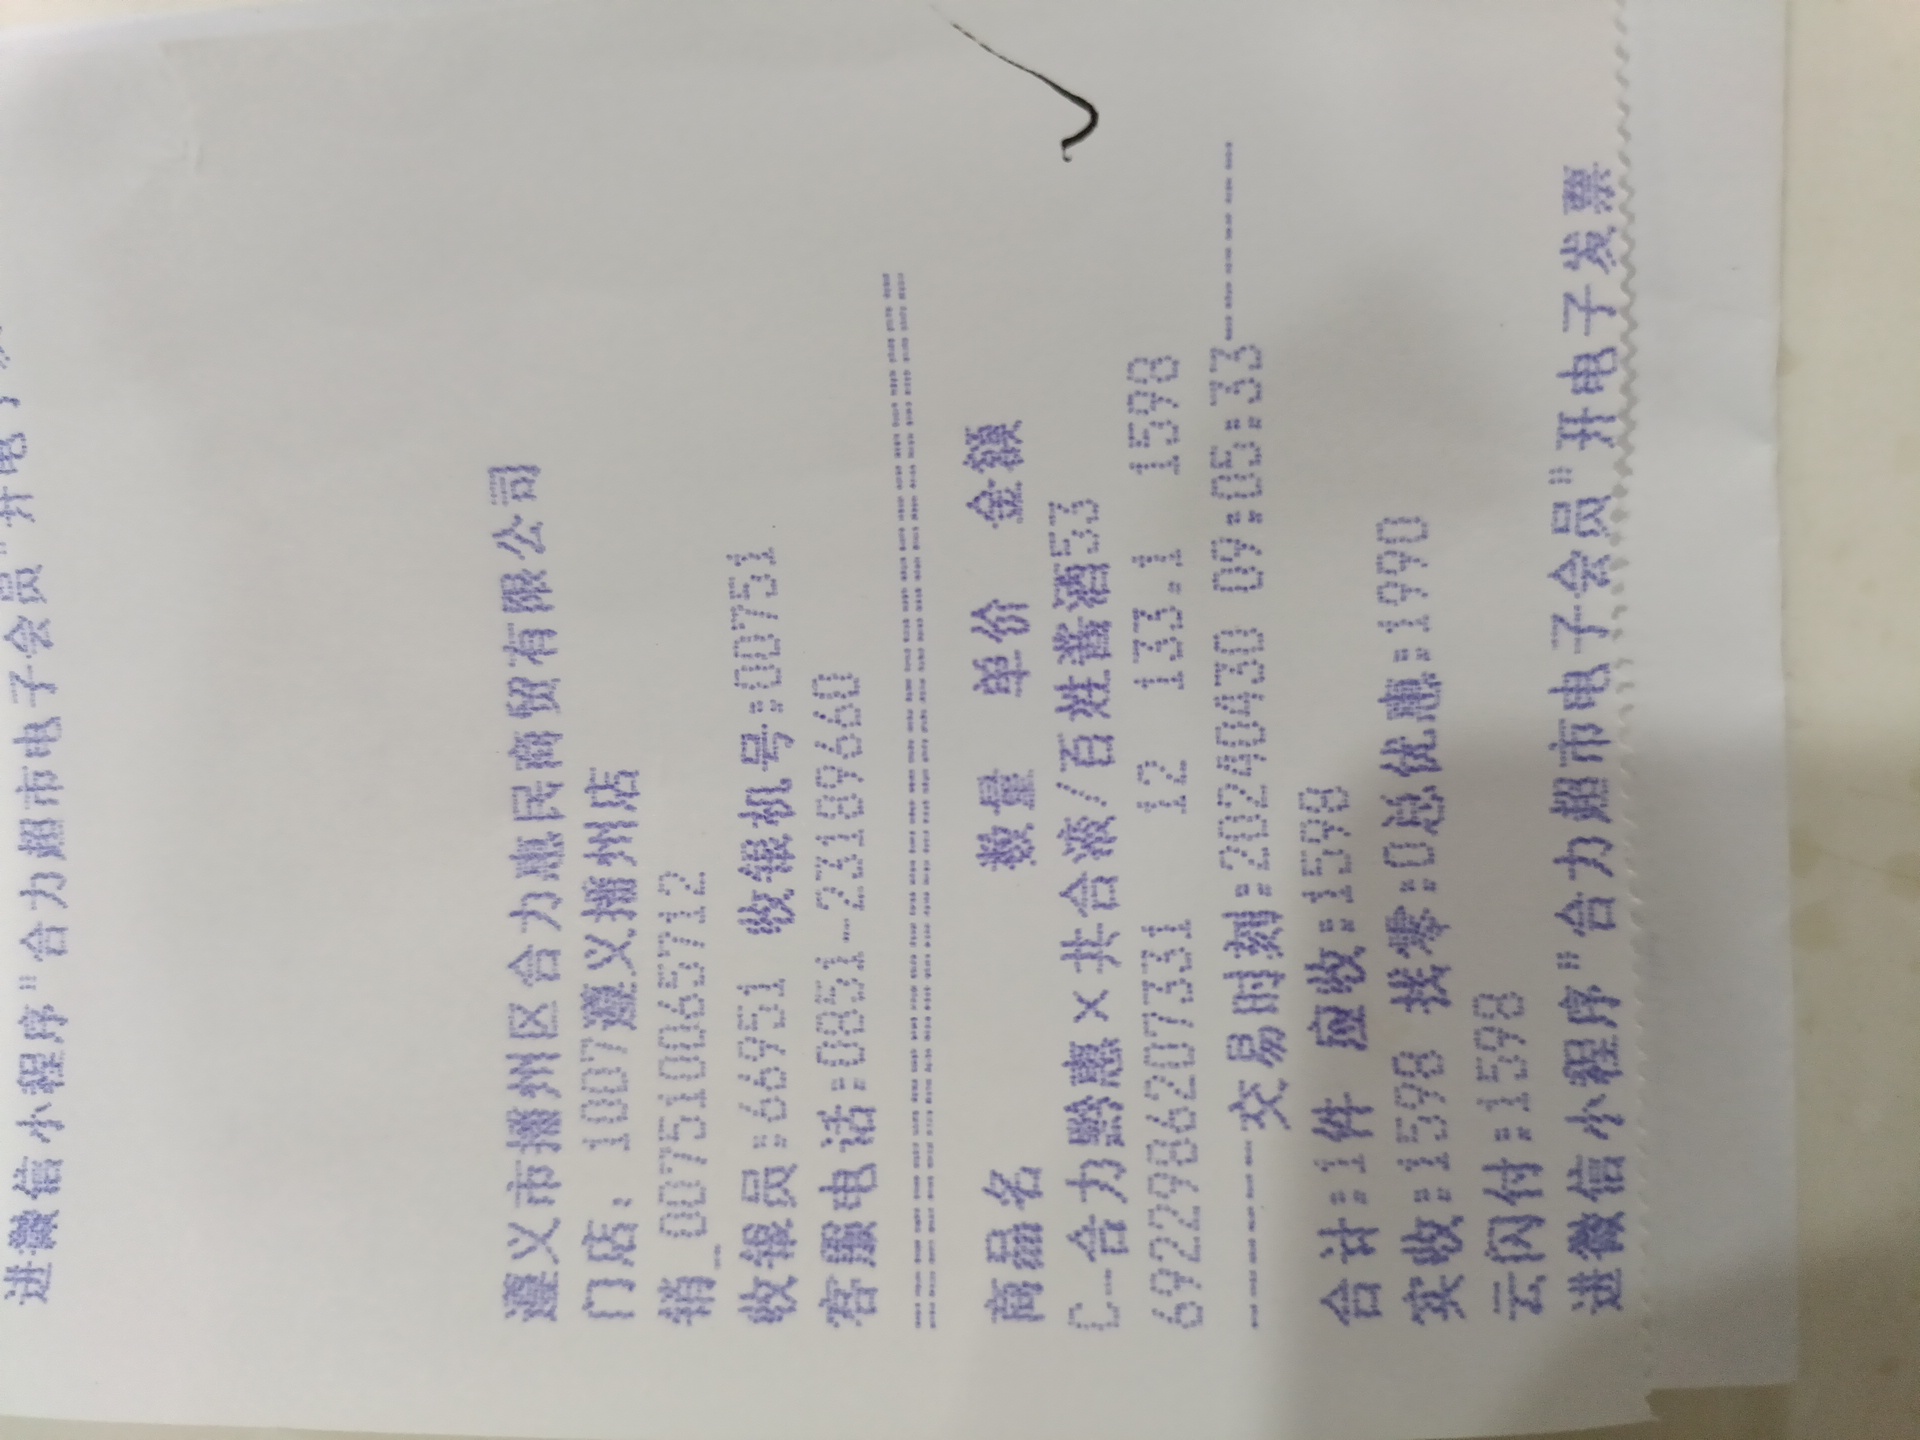 进微信小程序"合力超市电子会员"开电子
遵义市播州区合力惠民商贸有限公司
门店: 1007遵义播州店
销_007510065712
收银员:66951 收银机号:00751
客服电话:0851-23189660
商品名 数量 单价 金额
C-合力黔惠×共合液/百姓酱酒53
6922986207331 12 133.1 1598
交易时刻:20240430 09:05:33
合计:1件 应收:1598
实收:1598 找零:0总优惠:1990
云闪付:1598
进微信小程序"合力超市电子会员"开电子发票